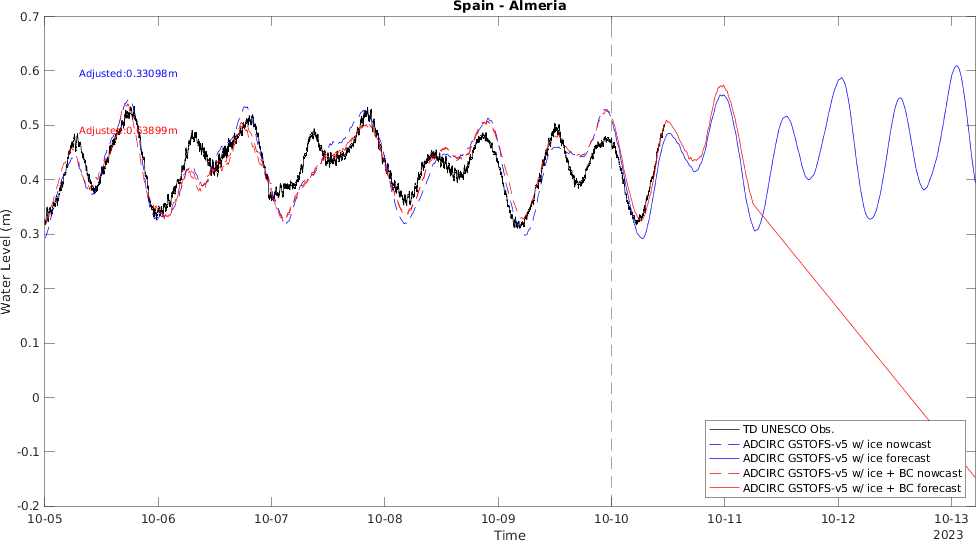 Spain - Almeria
0.7
0.6
0.5
0.4
0.3
0.2
0.1
0
-0.1
-0.2
Water Level (m)
Adjusted:0.33098m
Adjusted:0.63899m
TD UNESCO Obs.
ADCIRC GSTOFS-v5 w/ ice nowcast
ADCIRC GSTOFS-v5 w/ ice forecast
ADCIRC GSTOFS-v5 w/ ice + BC nowcast
ADCIRC GSTOFS-v5 w/ ice + BC forecast
10-05 10-06 10-07 10-08 10-09 10-10 10-11 10-12 10-13
2023
Time